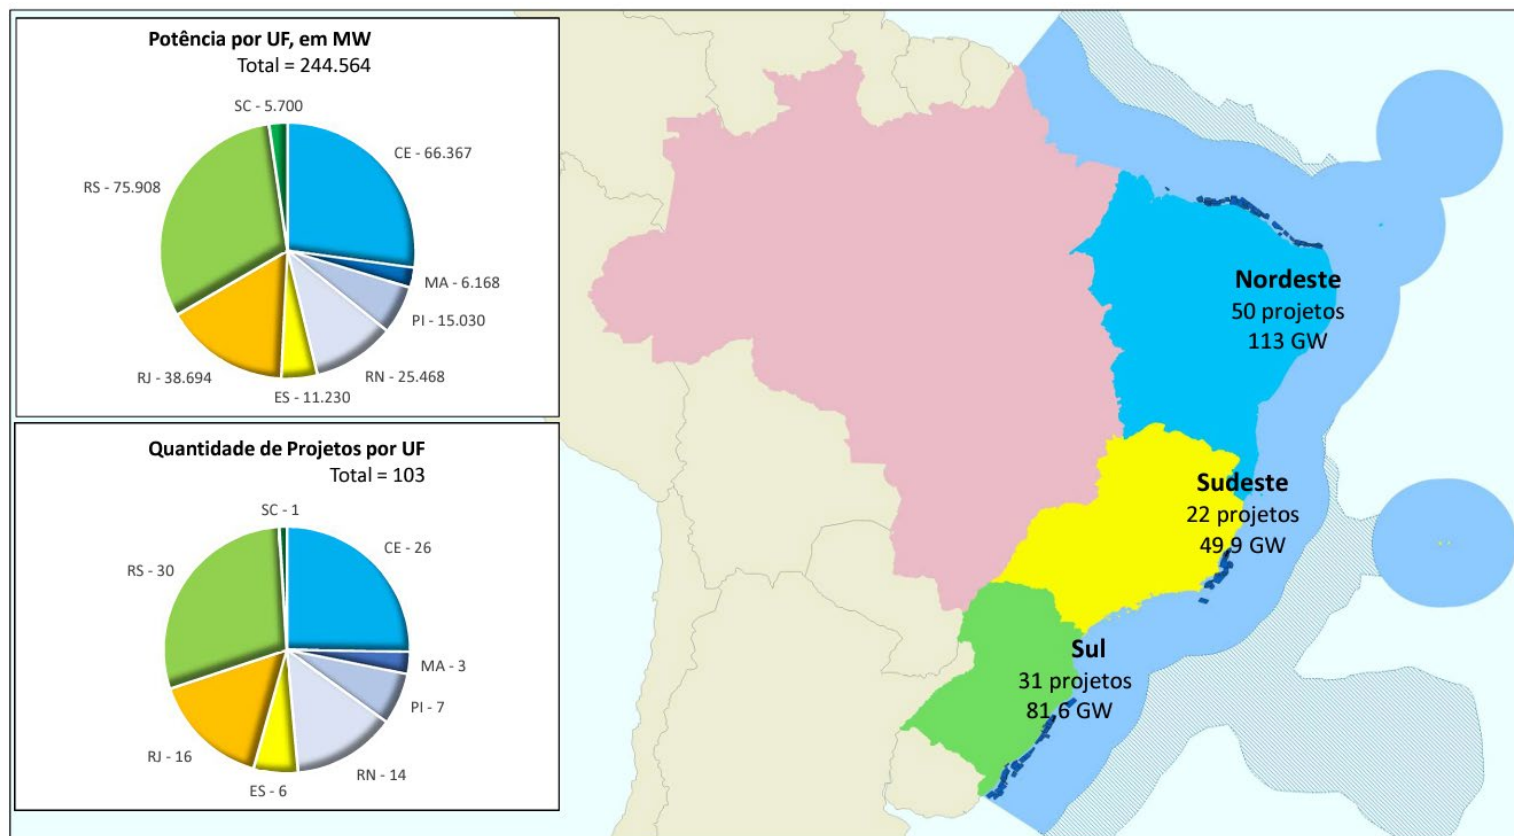 Potência por UF, em MW
Total = 244.564
SC - 5.700
CE - 66.367
RS - 75.908
MA - 6.168
PI - 15.030
RJ - 38.694
RN - 25.468
ES - 11.230
Quantidade de Projetos por UF
Total = 103
SC - 1
CE - 26
RS - 30
MA - 3
PI - 7
RJ - 16
RN - 14
ES - 6
Nordeste
50 projetos
113 GW
Sudeste
22 projetos
49,9 GW
Sul
31 projetos
81,6 GW